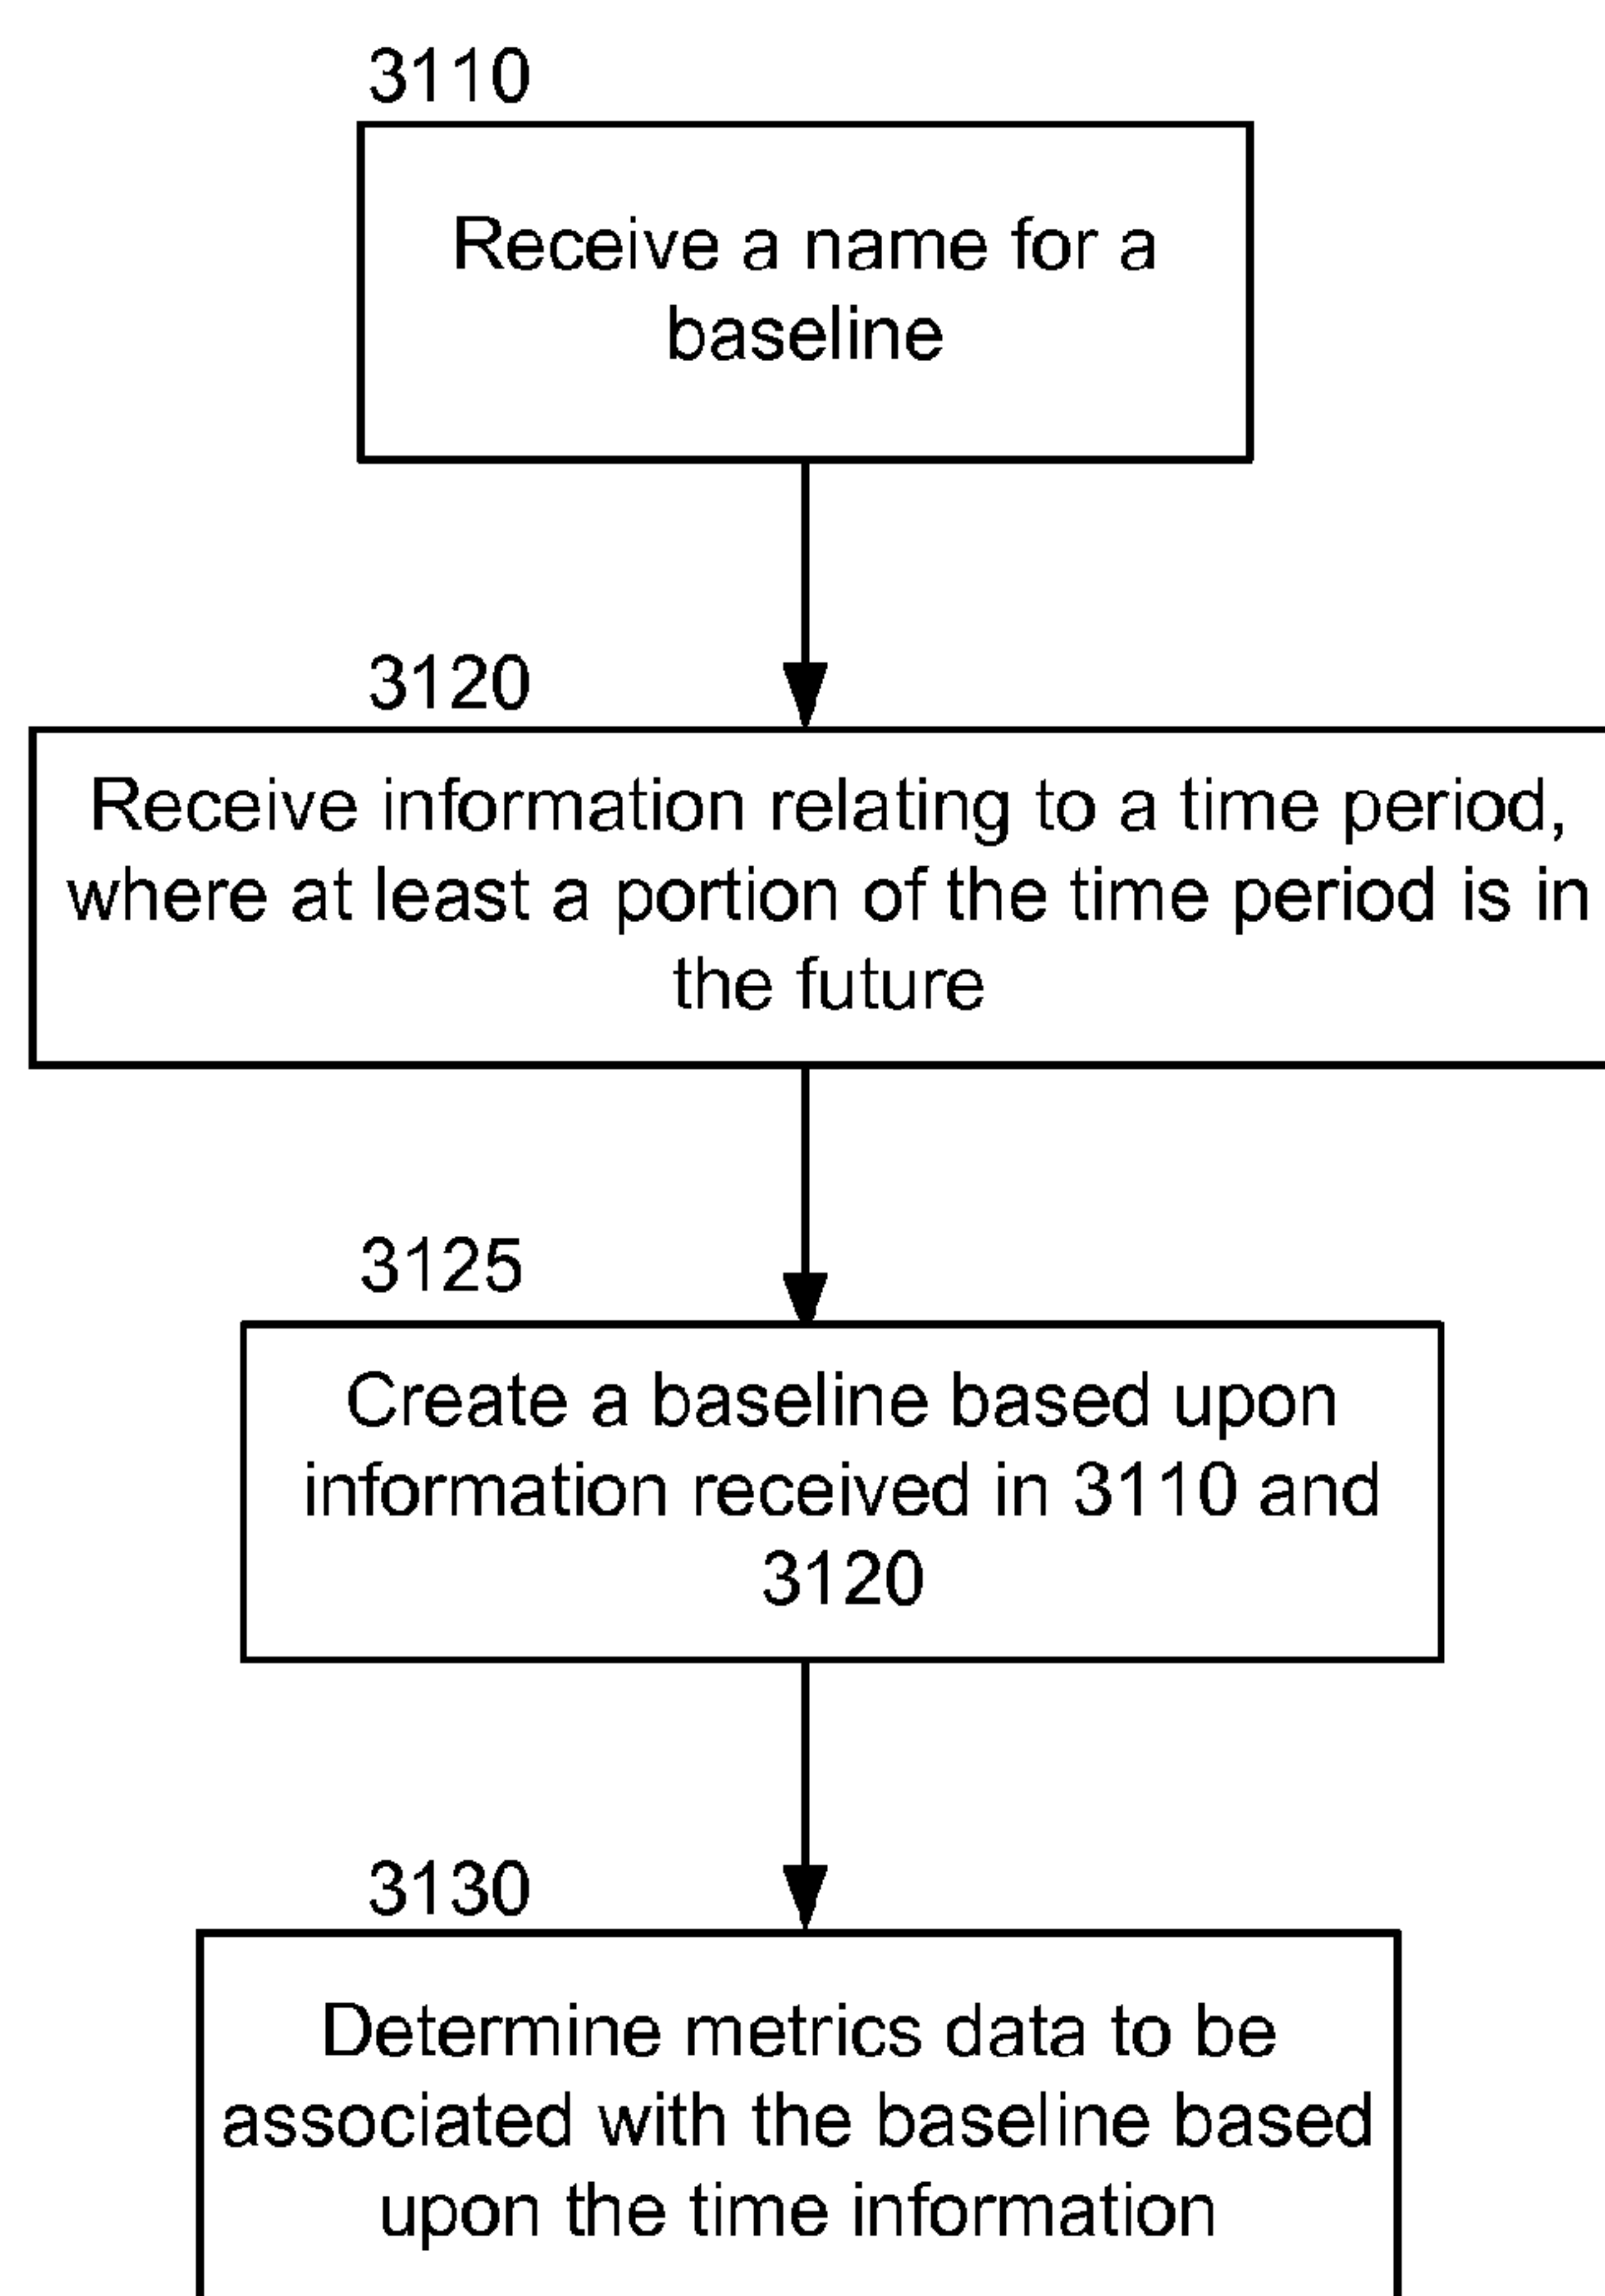 3110
Receive a name for a
baseline
3120
Receive information relating to a time period,
where at least a portion of the time period is in
the future
3125
Create a baseline based upon
information received in 3110 and
3120
3130
Determine metrics data to be
associated with the baseline based
upon the time information